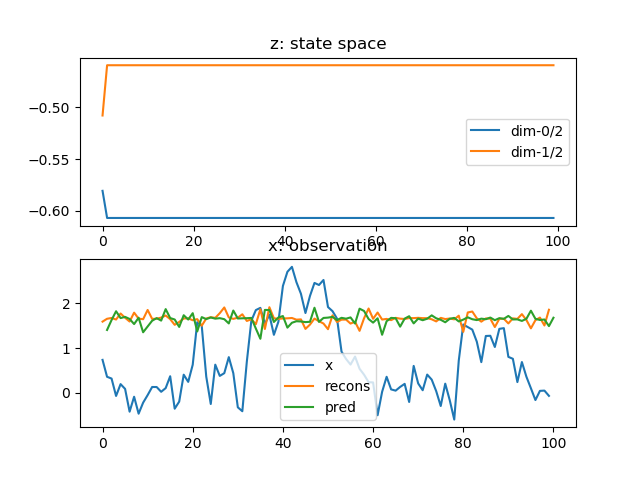 z: state space
−0.50
−0.55
−0.60
dim-0/2
dim-1/2
0 20 40 60 80 100
x: observation
2
1
0
x
recons
pred
0 20 40 60 80 100